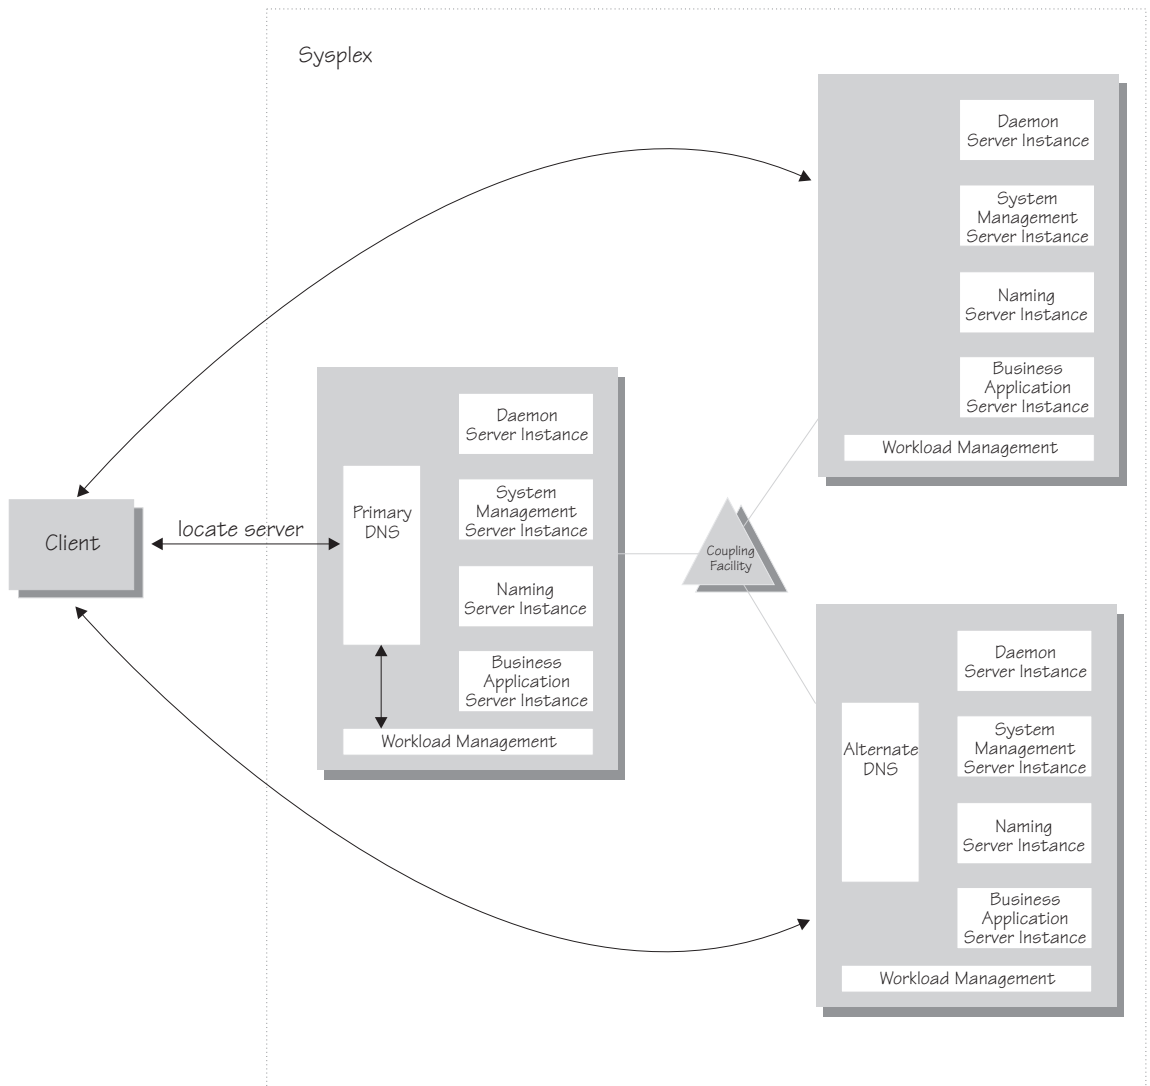 Sysplex
Daemon
Server Instance
System
Management
Server Instance
Naming
Server Instance
Business
Application
Server Instance
Workload Management
Client
locate server
Primary
DNS
Daemon
Server Instance
System
Management
Server Instance
Naming
Server Instance
Business
Application
Server Instance
Workload Management
Coupling
Facility
Alternate
DNS
Daemon
Server Instance
System
Management
Server Instance
Naming
Server Instance
Business
Application
Server Instance
Workload Management